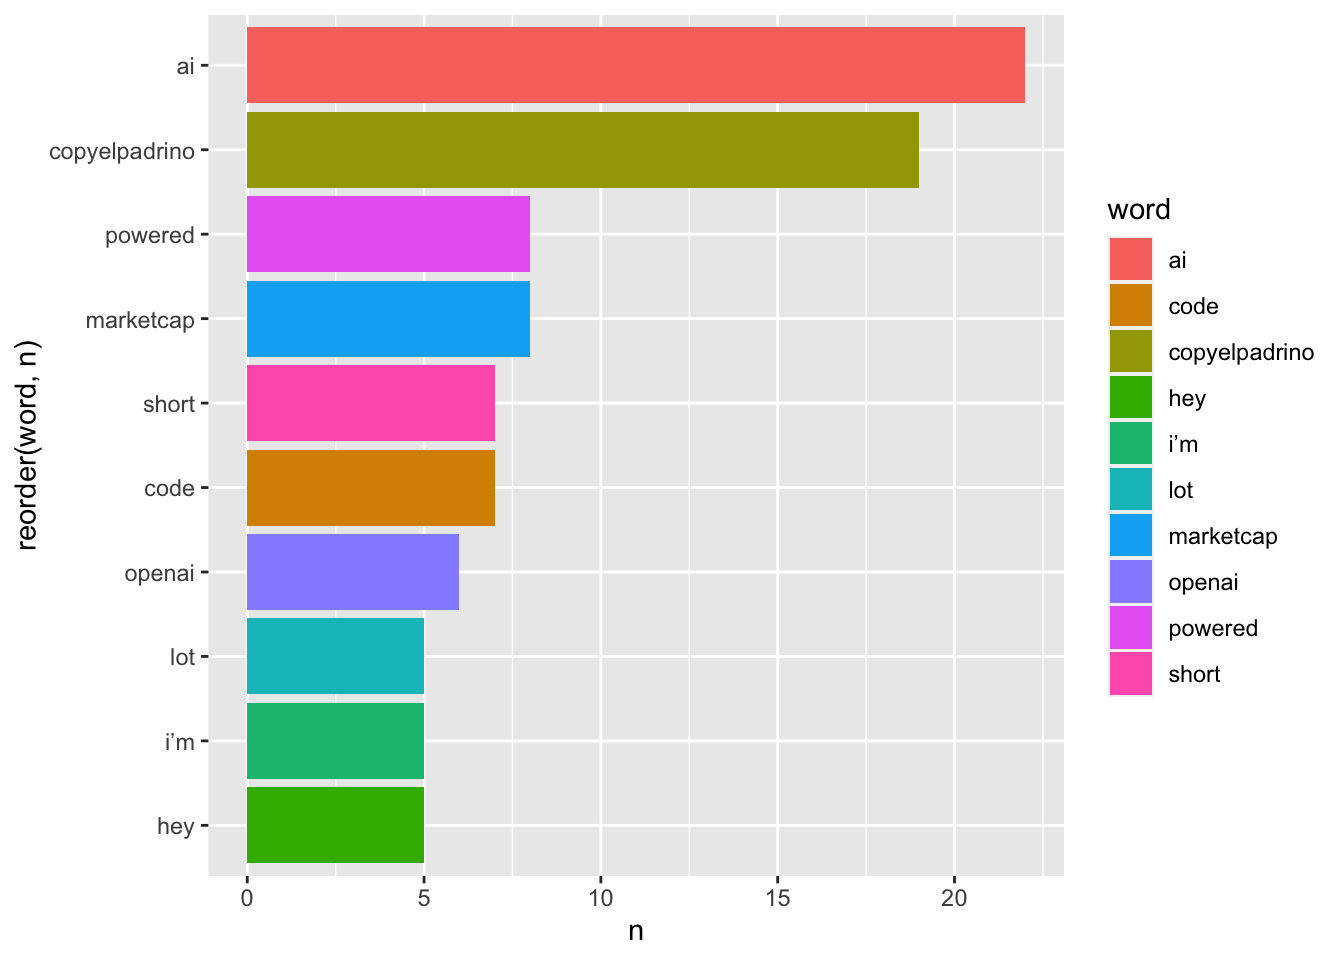 ai
copyelpadrino
powered
marketcap
short
code
openai
lot
i’m
hey
reorder(word, n)
0 5 10 15 20
n
word
ai
code
copyelpadrino
hey
i’m
lot
marketcap
openai
powered
short